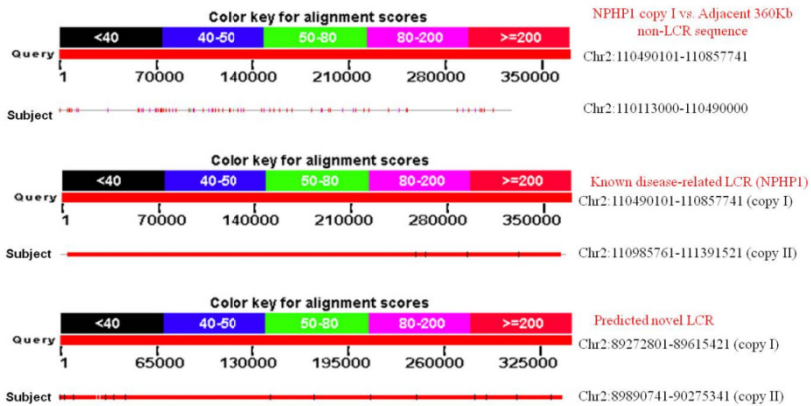 Color key for alignment scores
NPHP1 copy I vs. Adjacent 360Kb
non-LCR sequence
<40 40-50 50-80 80-200 >=200
Query
Chr2:110490101-110857741
1 70000 140000 210000 280000 350000
Subject
Chr2:110113000-110490000
Color key for alignment scores
<40 40-50 50-80 80-200 >=200
Known disease-related LCR (NPHP1)
Query
Chr2:110490101-110857741 (copy I)
1 70000 140000 210000 280000 350000
Subject
Chr2:110985761-111391521 (copy II)
Color key for alignment scores
<40 40-50 50-80 80-200 >=200
Predicted novel LCR
Query
Chr2:89272801-89615421 (copy I)
1 65000 130000 195000 260000 325000
Subject
Chr2:89890741-90275341 (copy II)